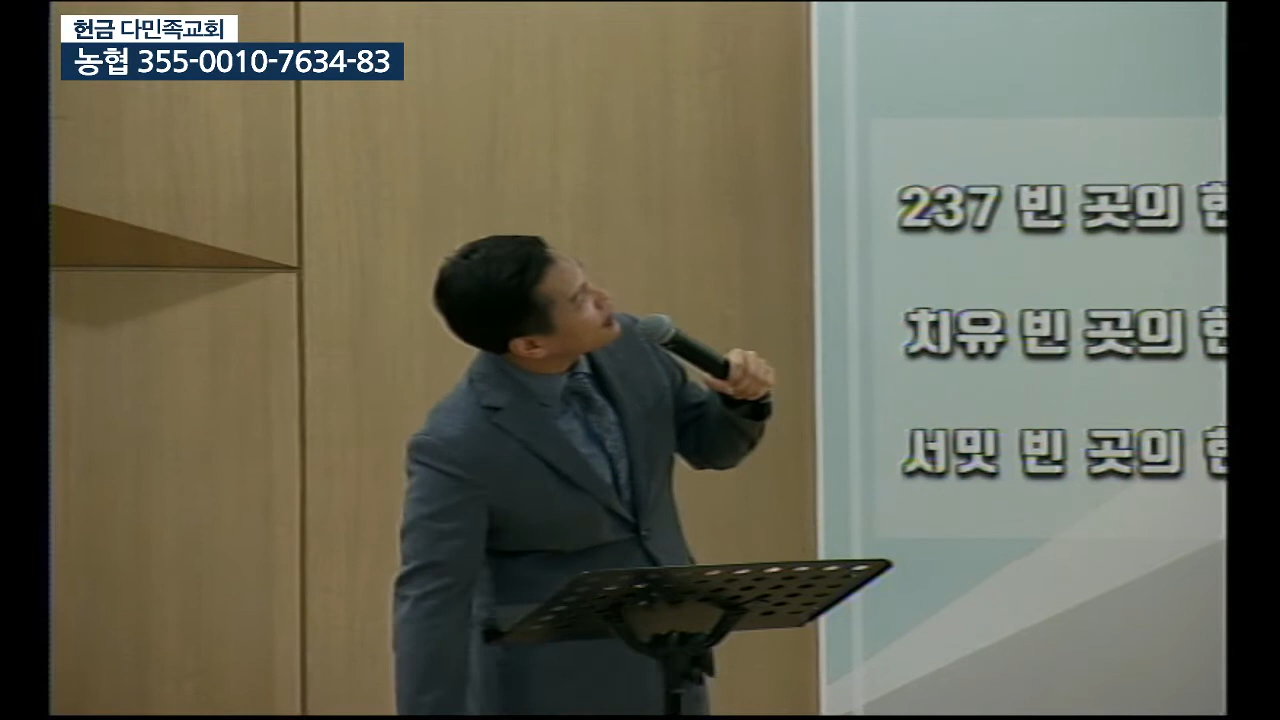 헌금 다민족교회
농협 355-0010-7634-83
237 빈 곳의
치유 빈 곳의
서밋 빈 곳의